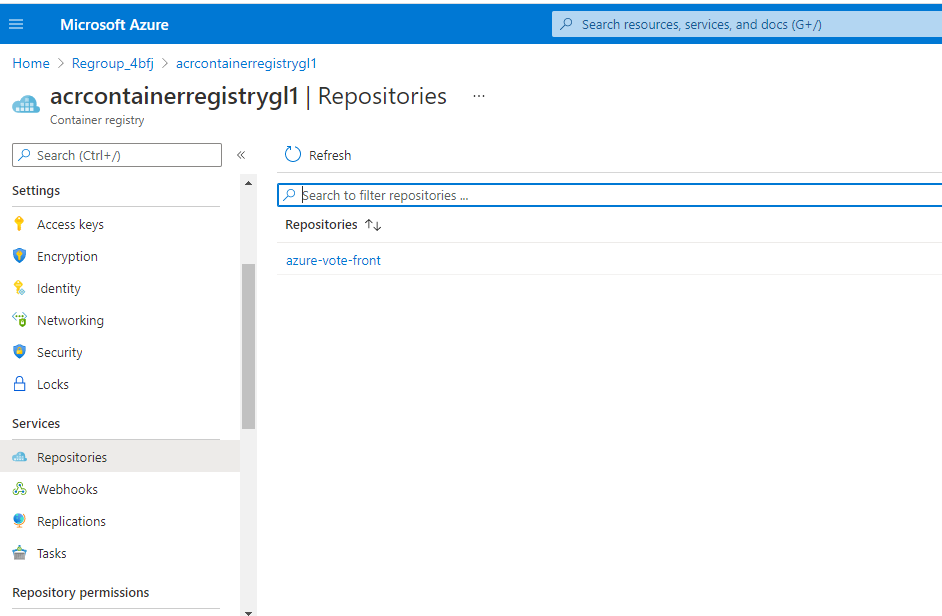 Microsoft Azure
Search resources, services, and docs (G+/)
Home > Regroup_4bfj > acrcontainerregistrygl1
acrcontainerregistrygl1 | Repositories ...
Container registry
Search (Ctrl+/)
«
Refresh
Settings
Access keys
Encryption
Identity
Networking
Security
Locks
Services
Repositories
Webhooks
Replications
Tasks
Repository permissions
Search to filter repositories ...
Repositories ↑↓
azure-vote-front